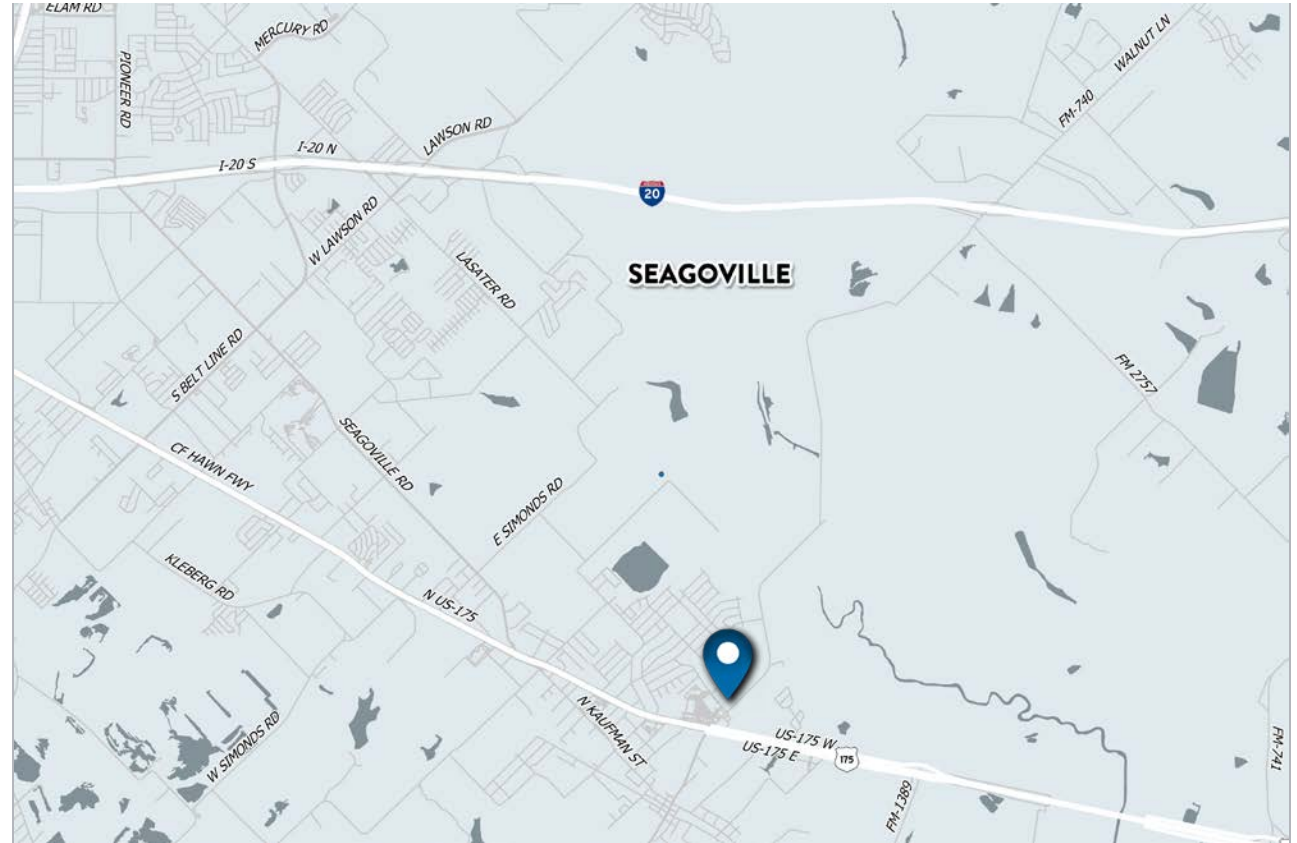 ELAM RD
MERCURY RD
PIONEER RD
WALNUT LN
FM-740
LAWSON RD
I-20 N
I-20 S
20
W LAWSON RD
SEAGOVILLE
LASATER RD
S BELT LINE RD
FM 2757
SEAGOVILLE RD
CF HAWN FWY
E SIMONDS RD
KLEBERG RD
N US-175
N KAUFMAN ST
W SIMONDS RD
US-175 W
US-175 E
175
FM-741
FM-1389